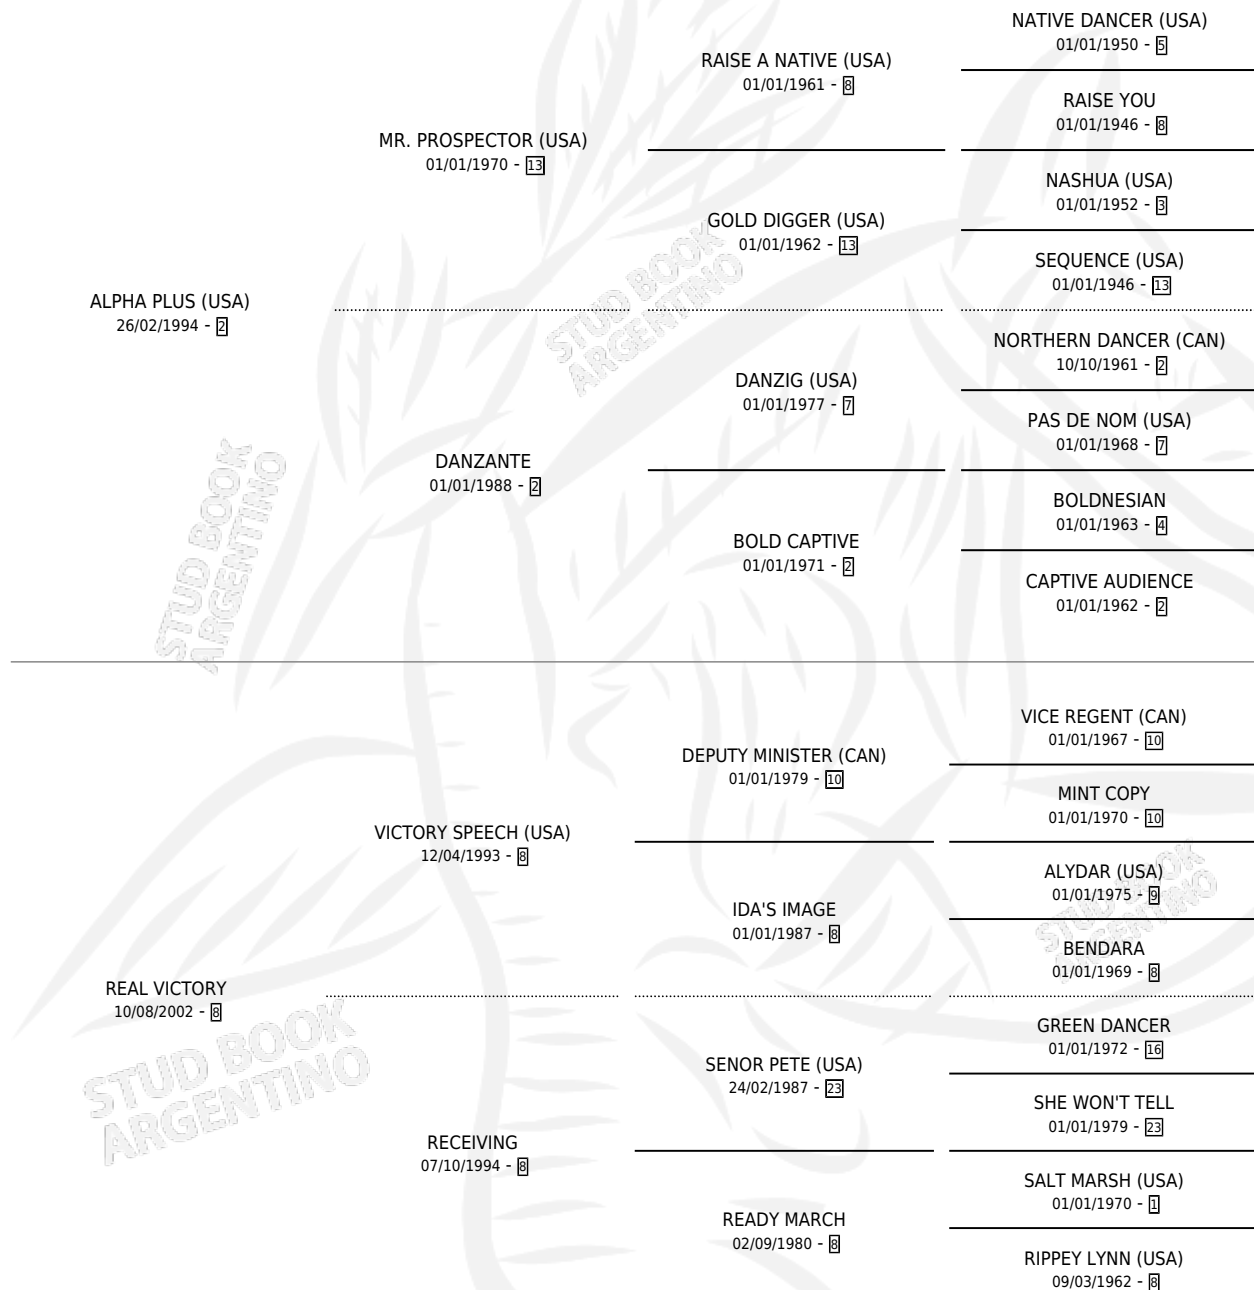 NATIVE DANCER (USA)
01/01/1950 - 5
RAISE A NATIVE (USA)
01/01/1961 - 8
RAISE YOU
01/01/1946 - 8
MR. PROSPECTOR (USA)
01/01/1970 - 13
NASHUA (USA)
01/01/1952 - 3
GOLD DIGGER (USA)
01/01/1962 - 13
SEQUENCE (USA)
01/01/1946 - 13
ALPHA PLUS (USA)
26/02/1994 - 2
STUD BOOK
ARGENTINO
NORTHERN DANCER (CAN)
10/10/1961 - 2
DANZIG (USA)
01/01/1977 - 7
PAS DE NOM (USA)
01/01/1968 - 7
DANZANTE
01/01/1988 - 2
BOLDNESIAN
01/01/1963 - 4
BOLD CAPTIVE
01/01/1971 - 2
CAPTIVE AUDIENCE
01/01/1962 - 2
STUD BOOK
ARGENTINO
VICE REGENT (CAN)
01/01/1967 - 10
DEPUTY MINISTER (CAN)
01/01/1979 - 10
MINT COPY
01/01/1970 - 10
VICTORY SPEECH (USA)
12/04/1993 - 8
ALYDAR (USA)
01/01/1975 - 9
IDA'S IMAGE
01/01/1987 - 8
STUD BOOK
ARGENTINO
BENDARA
01/01/1969 - 8
REAL VICTORY
10/08/2002 - 8
GREEN DANCER
01/01/1972 - 16
STUD BOOK
ARGENTINO
SENOR PETE (USA)
24/02/1987 - 23
SHE WON'T TELL
01/01/1979 - 23
RECEIVING
07/10/1994 - 8
SALT MARSH (USA)
01/01/1970 - 1
READY MARCH
02/09/1980 - 8
RIPPEY LYNN (USA)
09/03/1962 - 8